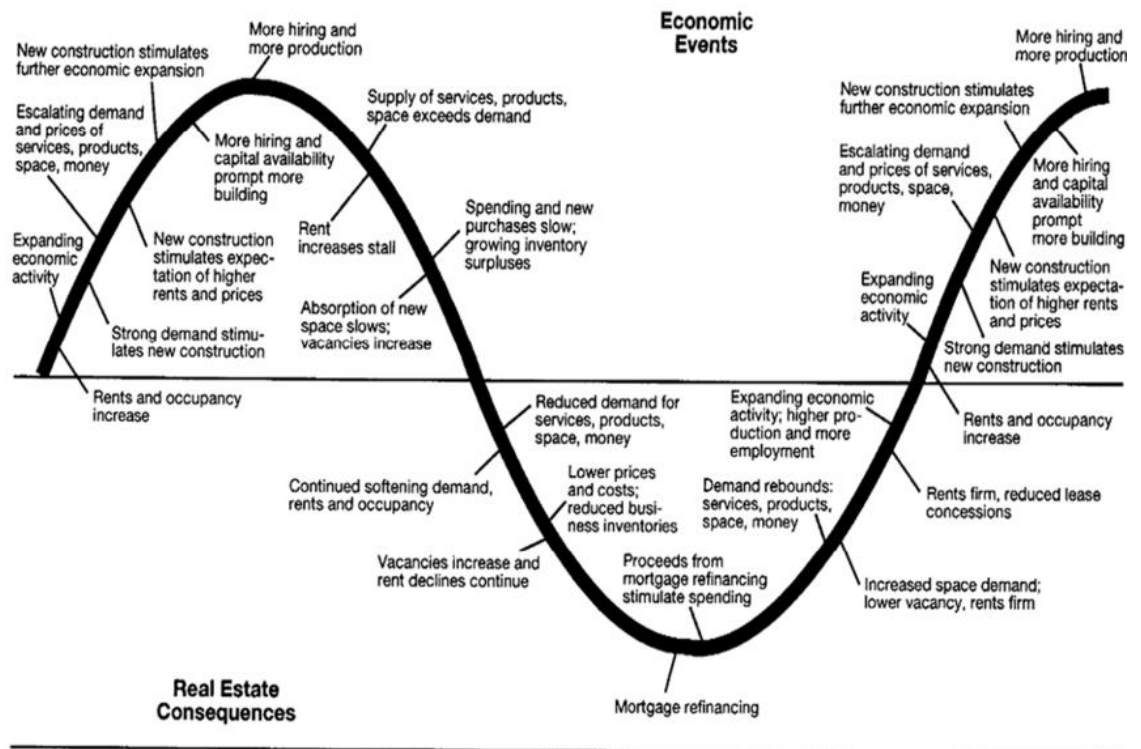 Economic
Events
More hiring and
more production
New construction stimulates
further economic expansion
Escalating demand
and prices of
services, products,
space, money
More hiring and
capital availability
prompt more
building
Expanding
economic
activity
New construction
stimulates expec-
tation of higher
rents and prices
Strong demand stimu-
lates new construction
Rents and occupancy
increase
Supply of services, products,
space exceeds demand
Rent
increases stall
Spending and new
purchases slow;
growing inventory
surpluses
Absorption of new
space slows;
vacancies increase
Reduced demand for
services, products,
space, money
Continued softening demand,
rents and occupancy
Lower prices
and costs;
reduced busi-
ness inventories
Vacancies increase and
rent declines continue
Proceeds from
mortgage refinancing
stimulate spending
Mortgage refinancing
Demand rebounds:
services, products,
space, money
Increased space demand;
lower vacancy, rents firm
Expanding economic
activity; higher pro-
duction and more
employment
Rents firm, reduced lease
concessions
Expanding
economic
activity
Rents and occupancy
increase
Strong demand stimulates
new construction
Escalating demand
and prices of services,
products, space,
money
New construction
stimulates expecta-
tion of higher rents
and prices
New construction stimulates
further economic expansion
More hiring
and capital
availability
prompt
more building
More hiring and
more production
Real Estate
Consequences